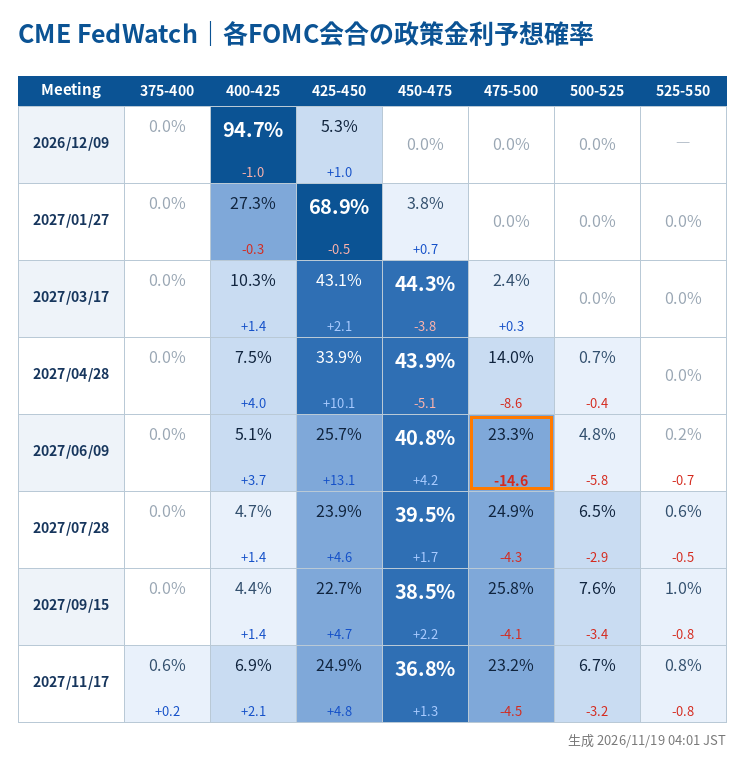 CME FedWatch｜各FOMC会合の政策金利予想確率
Meeting 375-400 400-425 425-450 450-475 475-500 500-525 525-550
2026/12/09 0.0% 94.7% 5.3% 0.0% 0.0% 0.0% —
-1.0 +1.0
2027/01/27 0.0% 27.3% 68.9% 3.8% 0.0% 0.0% 0.0%
-0.3 -0.5 +0.7
2027/03/17 0.0% 10.3% 43.1% 44.3% 2.4% 0.0% 0.0%
+1.4 +2.1 -3.8 +0.3
2027/04/28 0.0% 7.5% 33.9% 43.9% 14.0% 0.7% 0.0%
+4.0 +10.1 -5.1 -8.6 -0.4
2027/06/09 0.0% 5.1% 25.7% 40.8% 23.3% 4.8% 0.2%
+3.7 +13.1 +4.2 -14.6 -5.8 -0.7
2027/07/28 0.0% 4.7% 23.9% 39.5% 24.9% 6.5% 0.6%
+1.4 +4.6 +1.7 -4.3 -2.9 -0.5
2027/09/15 0.0% 4.4% 22.7% 38.5% 25.8% 7.6% 1.0%
+1.4 +4.7 +2.2 -4.1 -3.4 -0.8
2027/11/17 0.6% 6.9% 24.9% 36.8% 23.2% 6.7% 0.8%
+0.2 +2.1 +4.8 +1.3 -4.5 -3.2 -0.8
生成 2026/11/19 04:01 JST